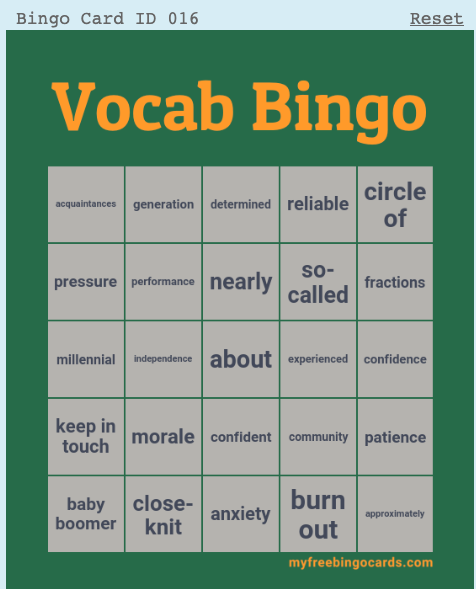 Bingo Card ID 016
Reset
Vocab Bingo
acquaintances
generation
determined
reliable
circle
of
pressure
performance
nearly
so-
called
fractions
millennial
independence
about
experienced
confidence
keep in
touch
morale
confident
community
patience
baby
boomer
close-
knit
anxiety
burn
out
approximately
myfreebingocards.com